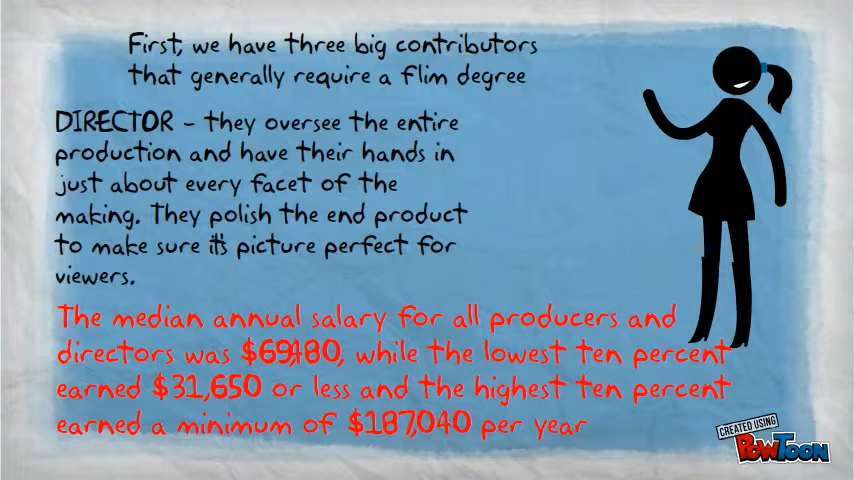 First, we have three big contributors
that generally require a flim degree
DIRECTOR - they oversee the entire
production and have their hands in
just about every facet of the
making. They polish the end product
to make sure it's picture perfect for
viewers.
The median annual salary for all producers and
directors was $69,480, while the lowest ten percent
earned $31,650 or less and the highest ten percent
earned a minimum of $187,040 per year
CREATED USING
POWTOON